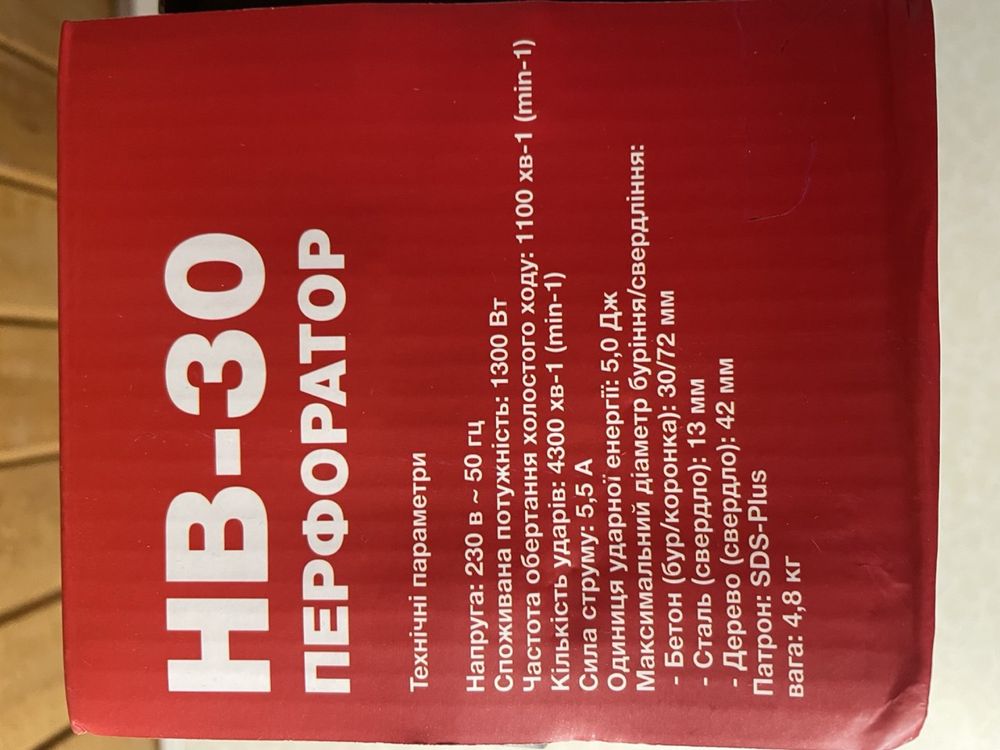 НВ-30
ПЕРФОРАТОР
Технічні параметри
Напруга: 230 в ~ 50 гц
Споживана потужність: 1300 Вт
Частота обертання холостого ходу: 1100 хв-1 (min-1)
Кількість ударів: 4300 хв-1 (min-1)
Сила струму: 5,5 А
Одиниця ударної енергії: 5,0 Дж
Максимальний діаметр буріння/свердління:
- Бетон (бур/коронка): 30/72 мм
- Сталь (свердло): 13 мм
- Дерево (свердло): 42 мм
Патрон: SDS-Plus
вага: 4,8 кг